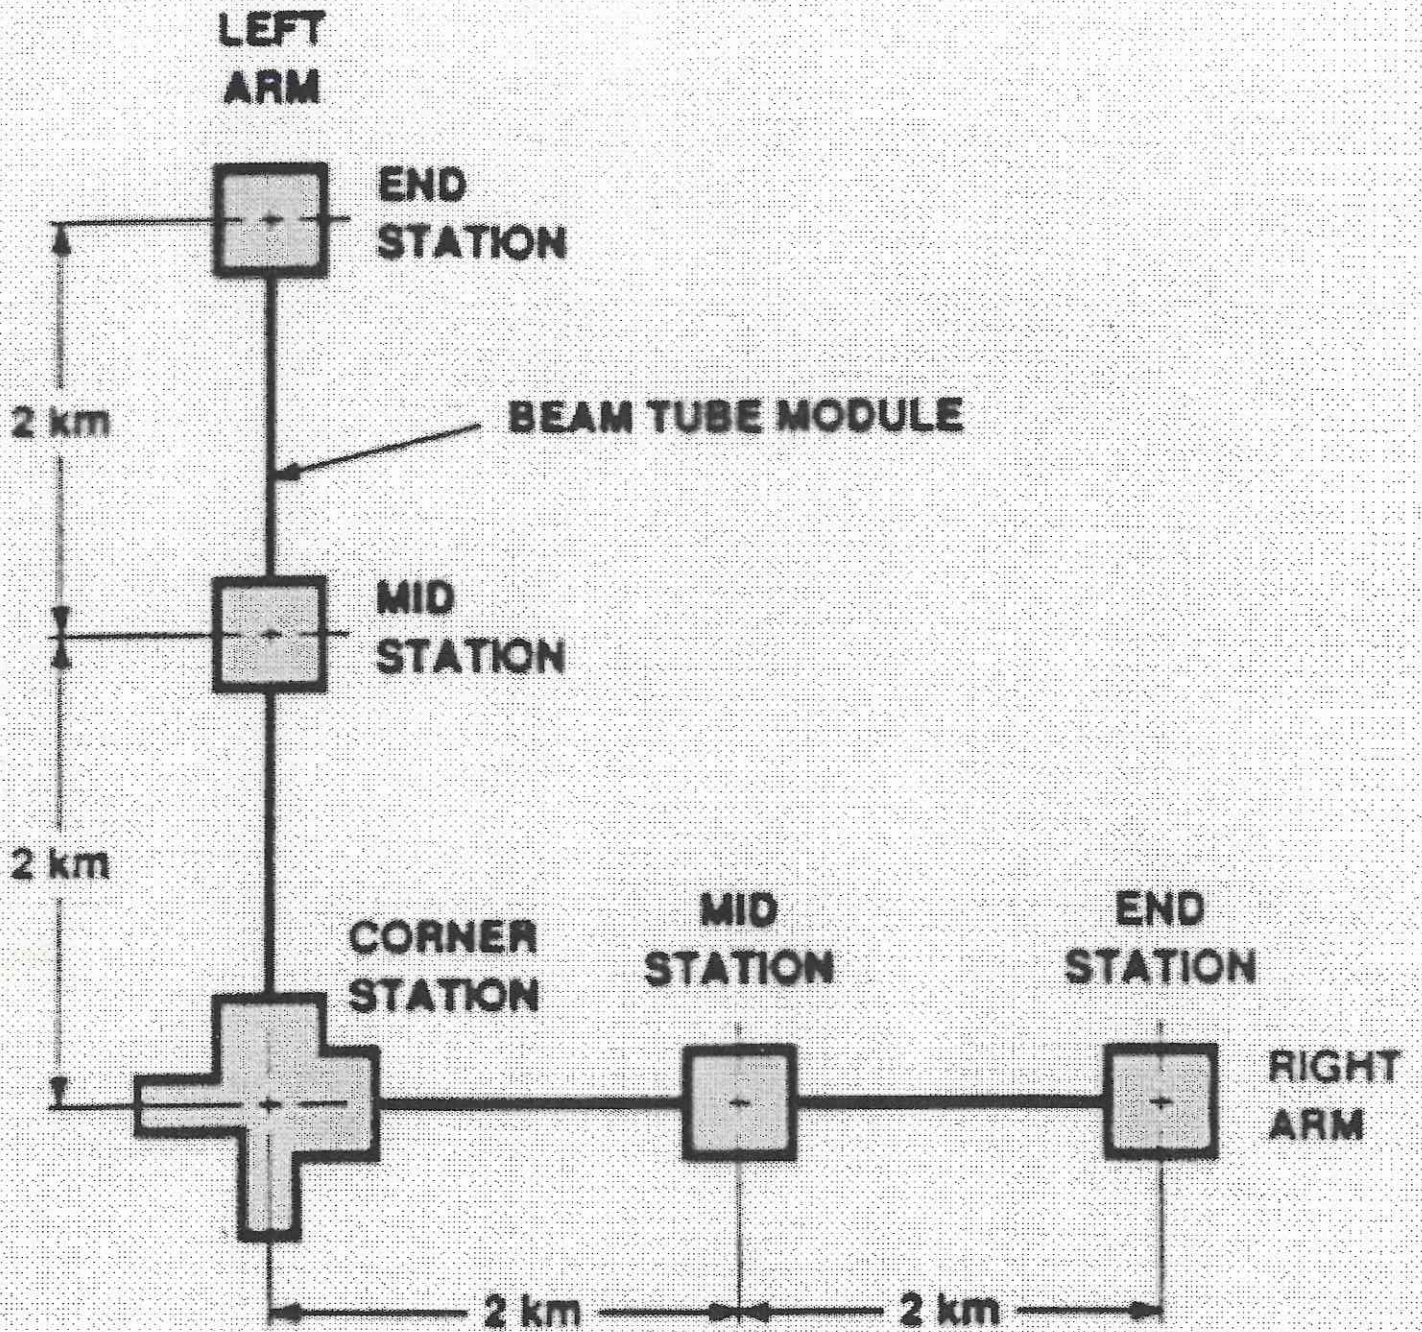 LEFT
ARM
END
STATION
2 km
BEAM TUBE MODULE
MID
STATION
2 km
CORNER
STATION
MID
STATION
END
STATION
RIGHT
ARM
2 km
2 km